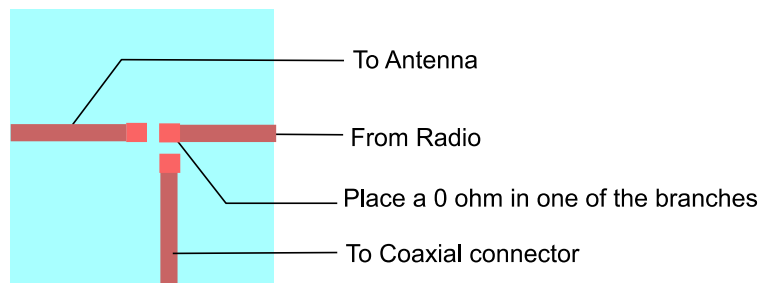 To Antenna
From Radio
Place a 0 ohm in one of the branches
To Coaxial connector